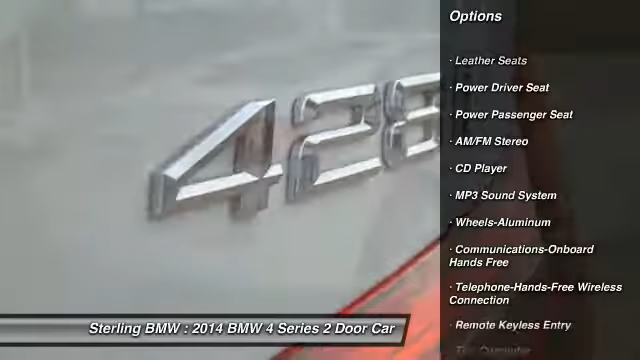 Options
· Leather Seats
· Power Driver Seat
· Power Passenger Seat
· AM/FM Stereo
· CD Player
· MP3 Sound System
· Wheels-Aluminum
· Communications-Onboard
Hands Free
· Telephone-Hands-Free Wireless
Connection
· Remote Keyless Entry
428
Sterling BMW : 2014 BMW 4 Series 2 Door Car